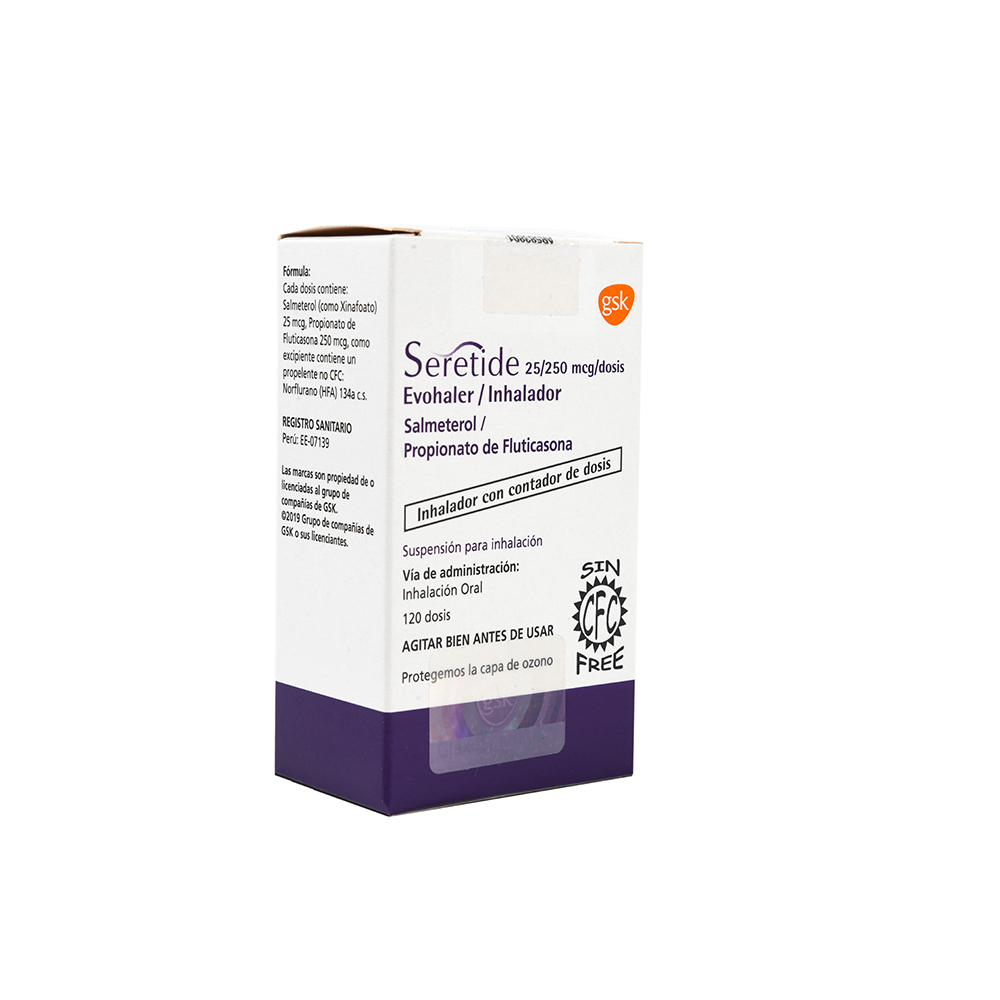 Fórmula:
Cada dosis contiene:
Salmeterol (como Xinafoato)
25 mcg, Propionato de
Fluticasona 250 mcg, como
excipiente contiene un
propelente no CFC:
Norflurano (HFA) 134a c.s.
REGISTRO SANITARIO
Perú: EE-07139
Las marcas son propiedad de o
licenciadas al grupo de
compañías de GSK.
©2019 Grupo de compañías de
GSK o sus licenciantes.
gsk
Seretide 25/250 mcg/dosis
Evohaler / Inhalador
Salmeterol /
Propionato de Fluticasona
Inhalador con contador de dosis
Suspensión para inhalación
Vía de administración:
Inhalación Oral
120 dosis
AGITAR BIEN ANTES DE USAR
Protegemos la capa de ozono
SIN
CFC
FREE
gsk